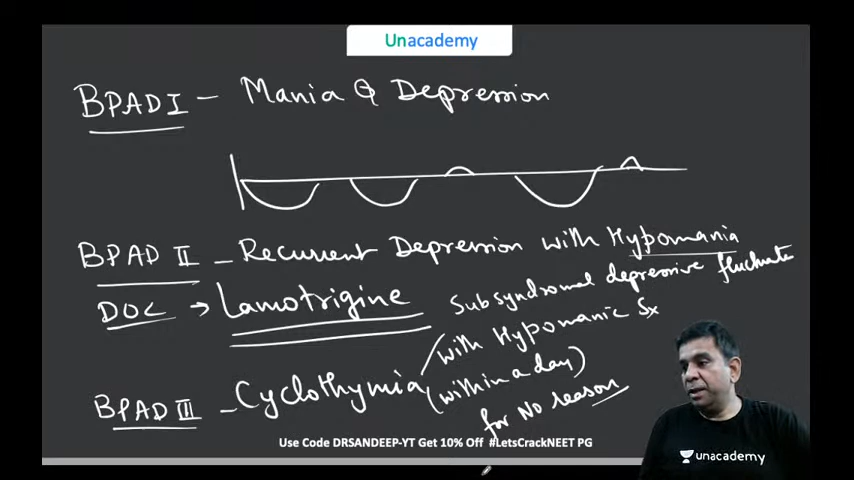 Unacademy
BPAD I - Mania & Depression
BPAD II - Recurrent Depression with Hypomania
DOC → Lamotrigine
Subsyndromal depressive fluctuate
with Hypomanic Sx
BPAD III - Cyclothymia
(within a day)
for No reason
Use Code DRSANDEEP-YT Get 10% Off #LetsCrackNEET PG
unacademy